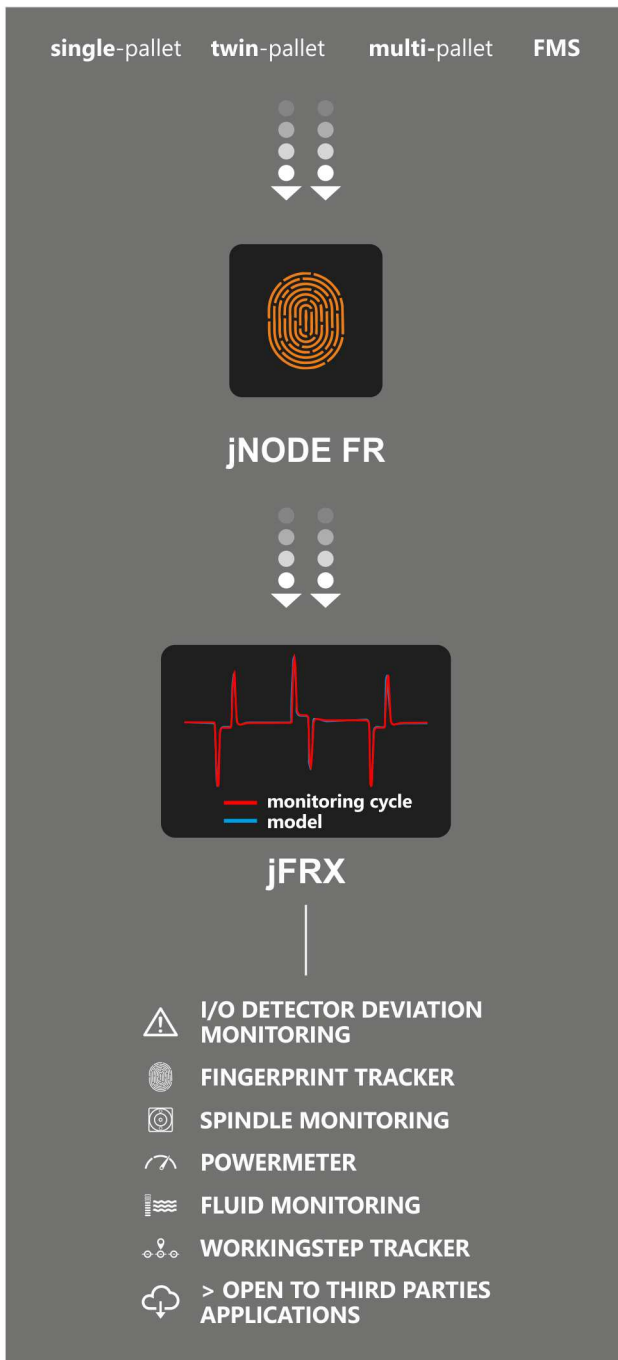 single-pallet twin-pallet multi-pallet FMS
jNODE FR
monitoring cycle
model
jFRX
I/O DETECTOR DEVIATION
MONITORING
FINGERPRINT TRACKER
SPINDLE MONITORING
POWERMETER
FLUID MONITORING
WORKINGSTEP TRACKER
> OPEN TO THIRD PARTIES
APPLICATIONS